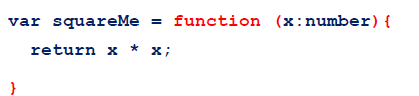 var squareMe = function (x:number){
return x * x;
}